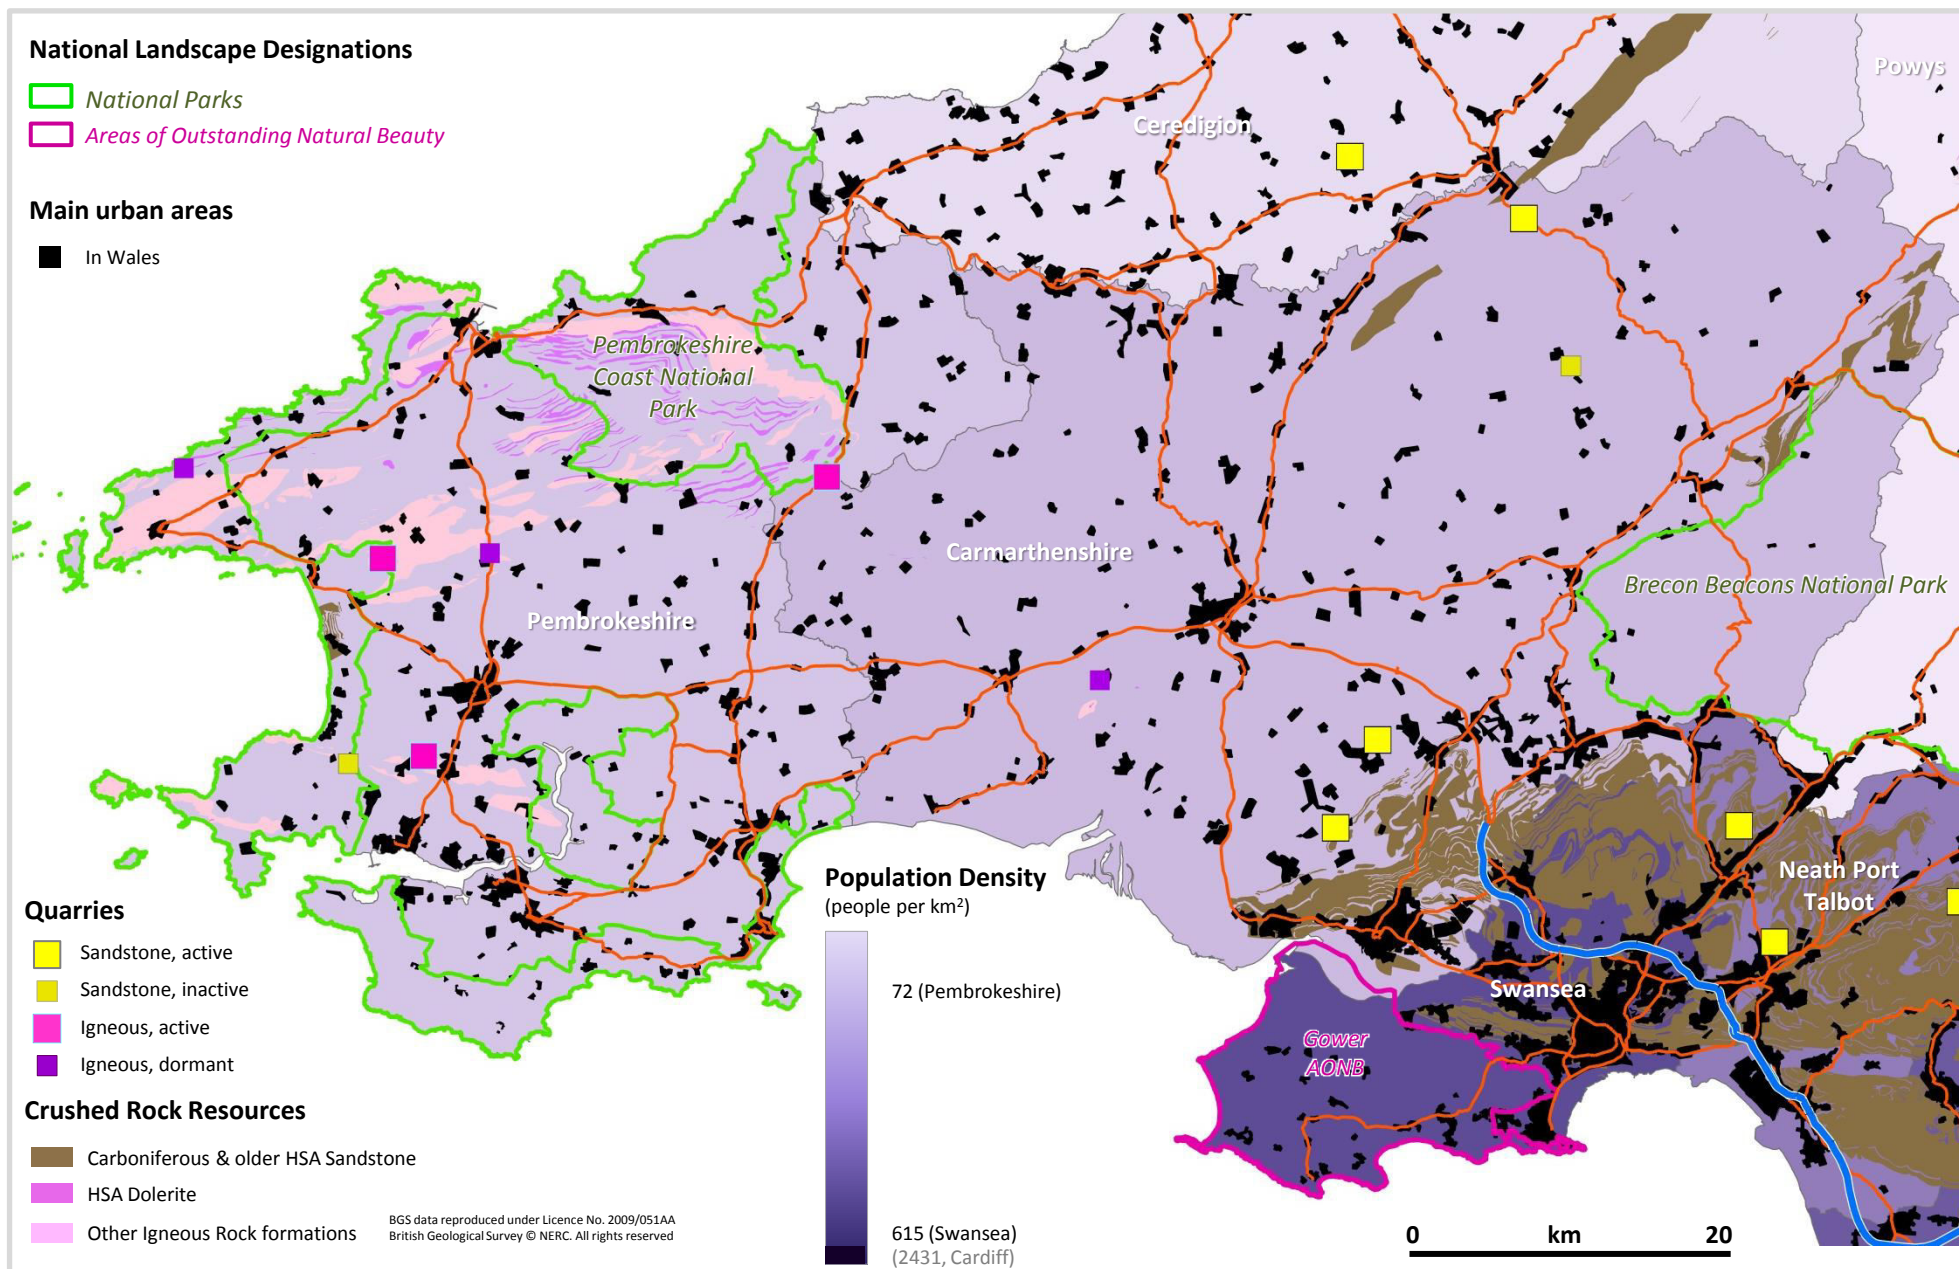 National Landscape Designations
National Parks
Areas of Outstanding Natural Beauty
Main urban areas
In Wales
Powys
Ceredigion
Pembrokeshire
Coast National
Park
Carmarthenshire
Brecon Beacons National Park
Pembrokeshire
Neath Port
Talbot
Swansea
Gower
AONB
Quarries
Sandstone, active
Sandstone, inactive
Igneous, active
Igneous, dormant
Crushed Rock Resources
Carboniferous & older HSA Sandstone
HSA Dolerite
Other Igneous Rock formations
BGS data reproduced under Licence No. 2009/051AA
British Geological Survey © NERC. All rights reserved
Population Density
(people per km²)
72 (Pembrokeshire)
615 (Swansea)
(2431, Cardiff)
0 km 20